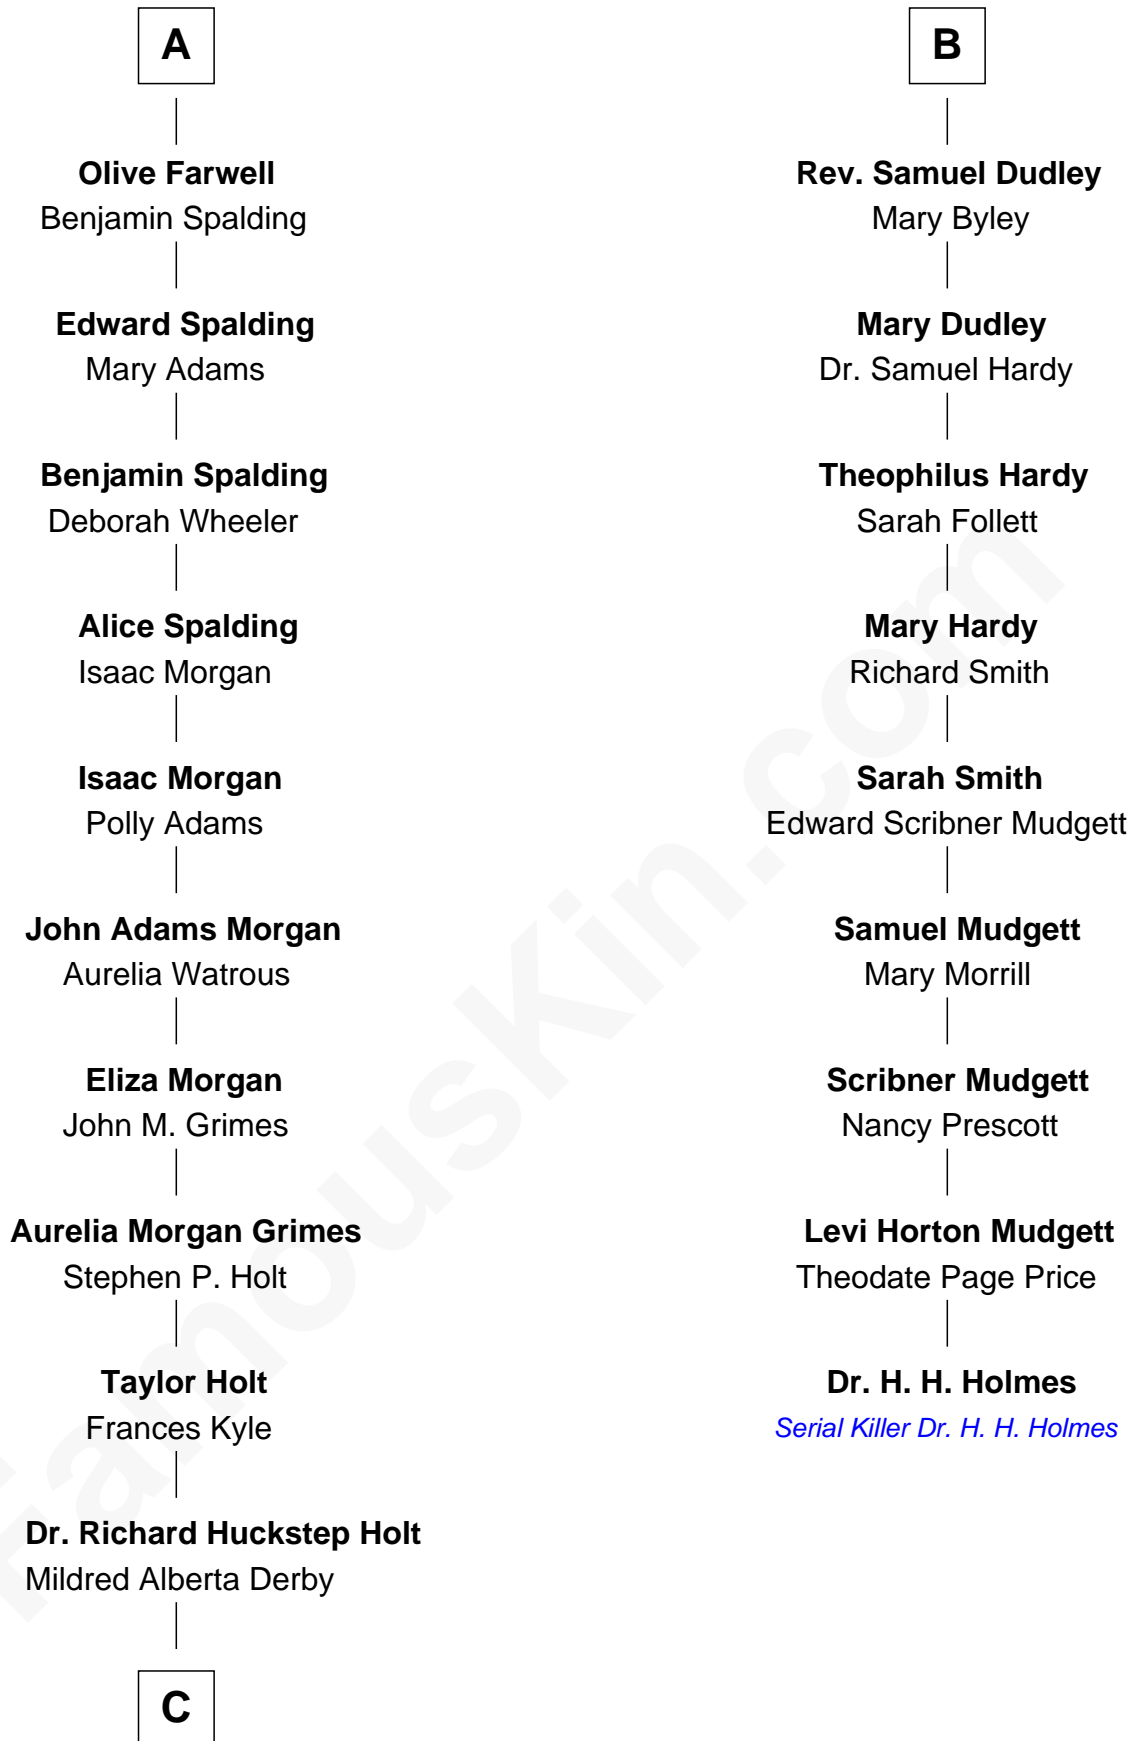 A
Olive Farwell
Benjamin Spalding
Edward Spalding
Mary Adams
Benjamin Spalding
Deborah Wheeler
Alice Spalding
Isaac Morgan
Isaac Morgan
Polly Adams
John Adams Morgan
Aurelia Watrous
Eliza Morgan
John M. Grimes
Aurelia Morgan Grimes
Stephen P. Holt
Taylor Holt
Frances Kyle
Dr. Richard Huckstep Holt
Mildred Alberta Derby
C
B
Rev. Samuel Dudley
Mary Byley
Mary Dudley
Dr. Samuel Hardy
Theophilus Hardy
Sarah Follett
Mary Hardy
Richard Smith
Sarah Smith
Edward Scribner Mudgett
Samuel Mudgett
Mary Morrill
Scribner Mudgett
Nancy Prescott
Levi Horton Mudgett
Theodate Page Price
Dr. H. H. Holmes
Serial Killer Dr. H. H. Holmes
FamousKin.com